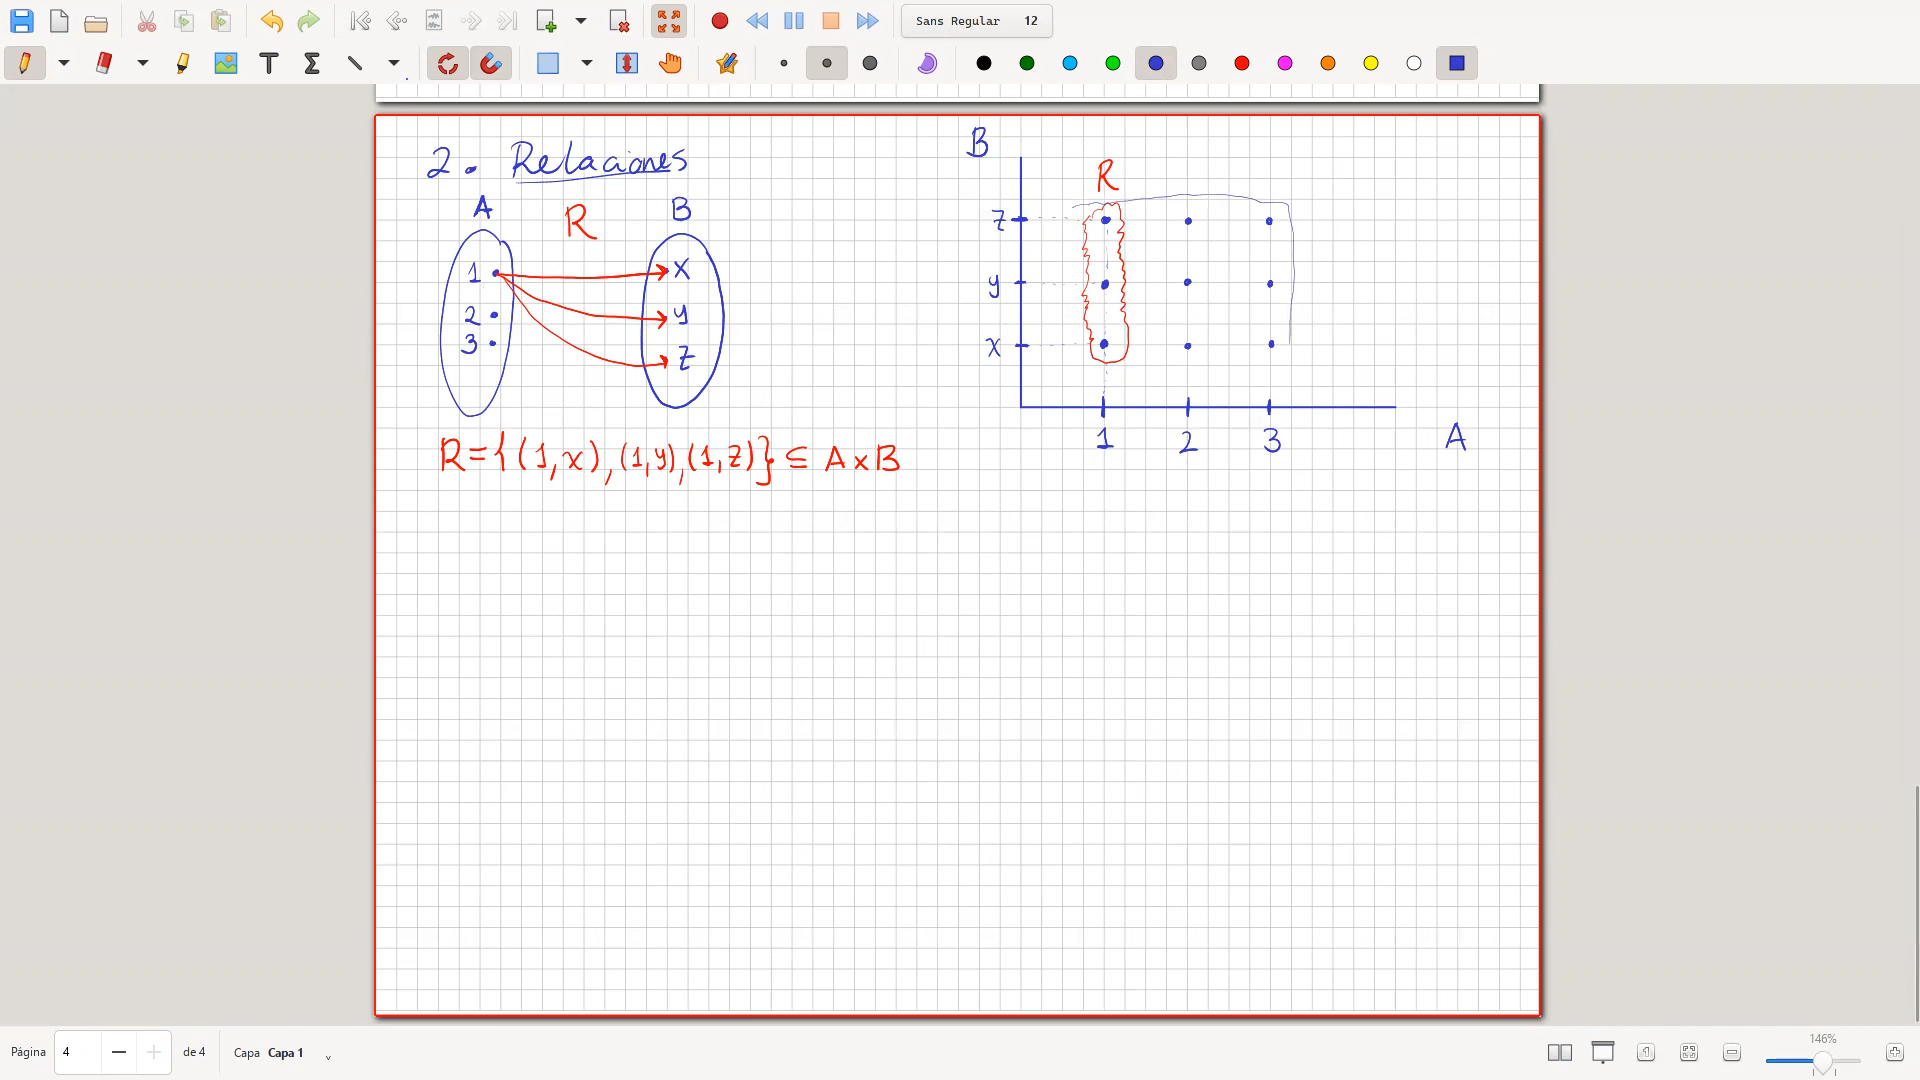 Sans Regular 12
2. Relaciones
A R B
1 x
2 y
3 z
R={(1,x),(1,y),(1,z)} ⊆ A×B
B
R
z
y
x
1 2 3 A
Página 4 de 4 Capa Capa 1 146%